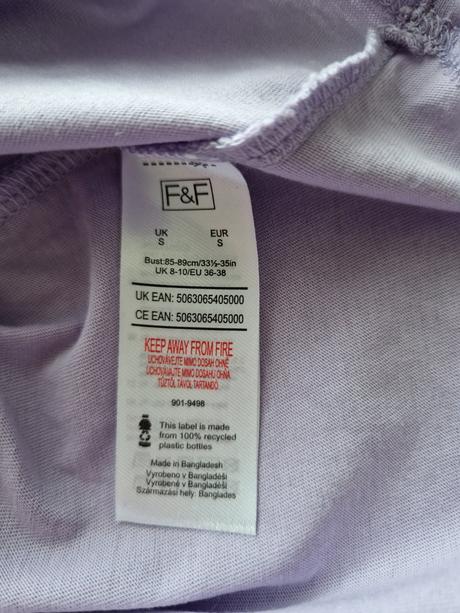 F&F
UK EUR
S S
Bust:85-89cm/33½-35in
UK 8-10/EU 36-38
UK EAN: 5063065405000
CE EAN: 5063065405000
KEEP AWAY FROM FIRE
UCHOVÁVEJTE MIMO DOSAH OHNĚ
UCHOVÁVAJTE MIMO DOSAHU OHŇA
TŰZTŐL TÁVOL TARTANDÓ
901-9498
This label is made
from 100% recycled
plastic bottles
Made in Bangladesh
Vyrobeno v Bangladéši
Vyrobené v Bangladéši
Származási hely: Banglades